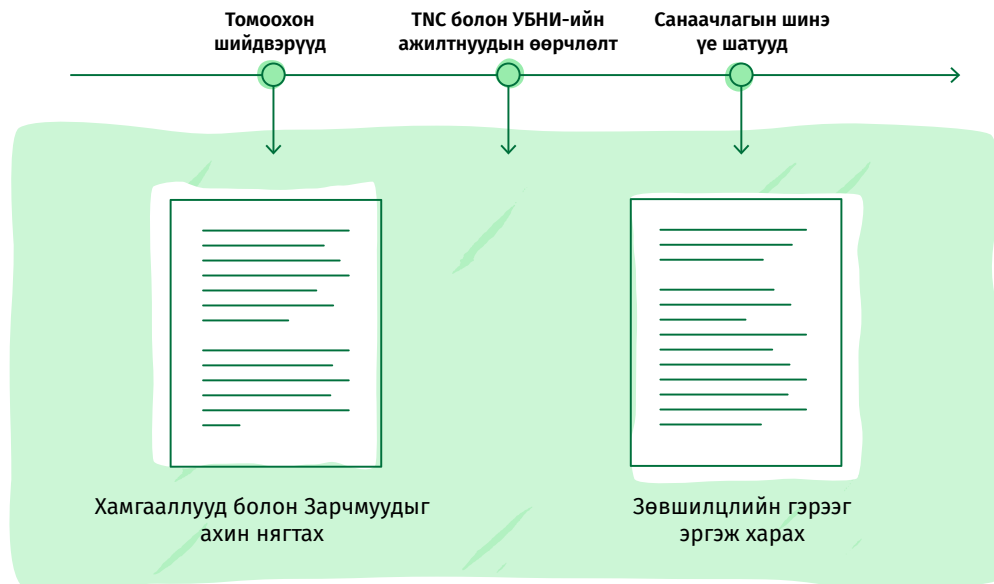 Томоохон
шийдвэрүүд
TNC болон УБНИ-ийн
ажилтнуудын өөрчлөлт
Санаачлагын шинэ
үе шатууд
Хамгааллууд болон Зарчмуудыг
ахин нягтах
Зөвшилцлийн гэрээг
эргэж харах